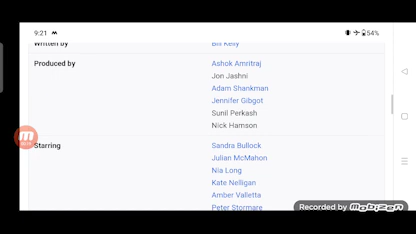 9:21 54%
Written by Bill Kelly
Produced by Ashok Amritraj
Jon Jashni
Adam Shankman
Jennifer Gibgot
Sunil Perkash
Nick Hamson
Starring Sandra Bullock
Julian McMahon
Nia Long
Kate Nelligan
Amber Valletta
Peter Stormare
Recorded by Mobizen